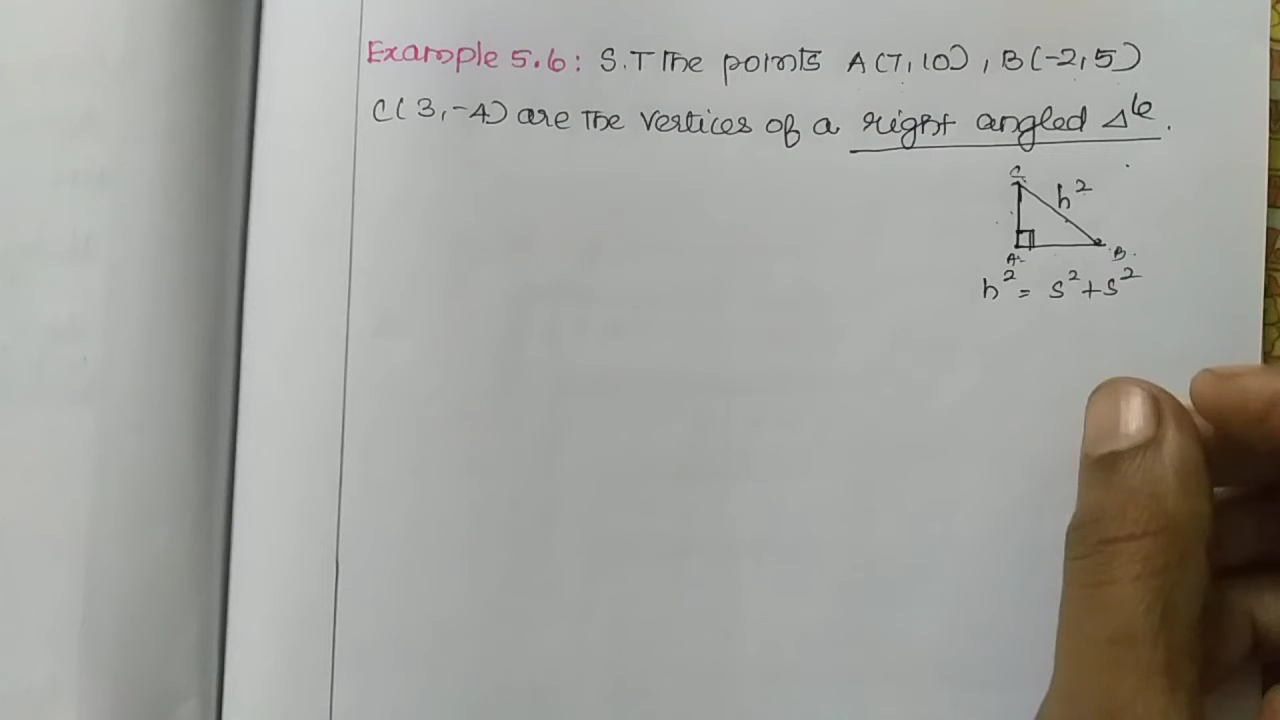 Example 5.6: S.T The points A(7,10), B(-2,5)
C(3,-4) are the vertices of a right angled Δle.
C
h²
A
B
h² = s²+s²